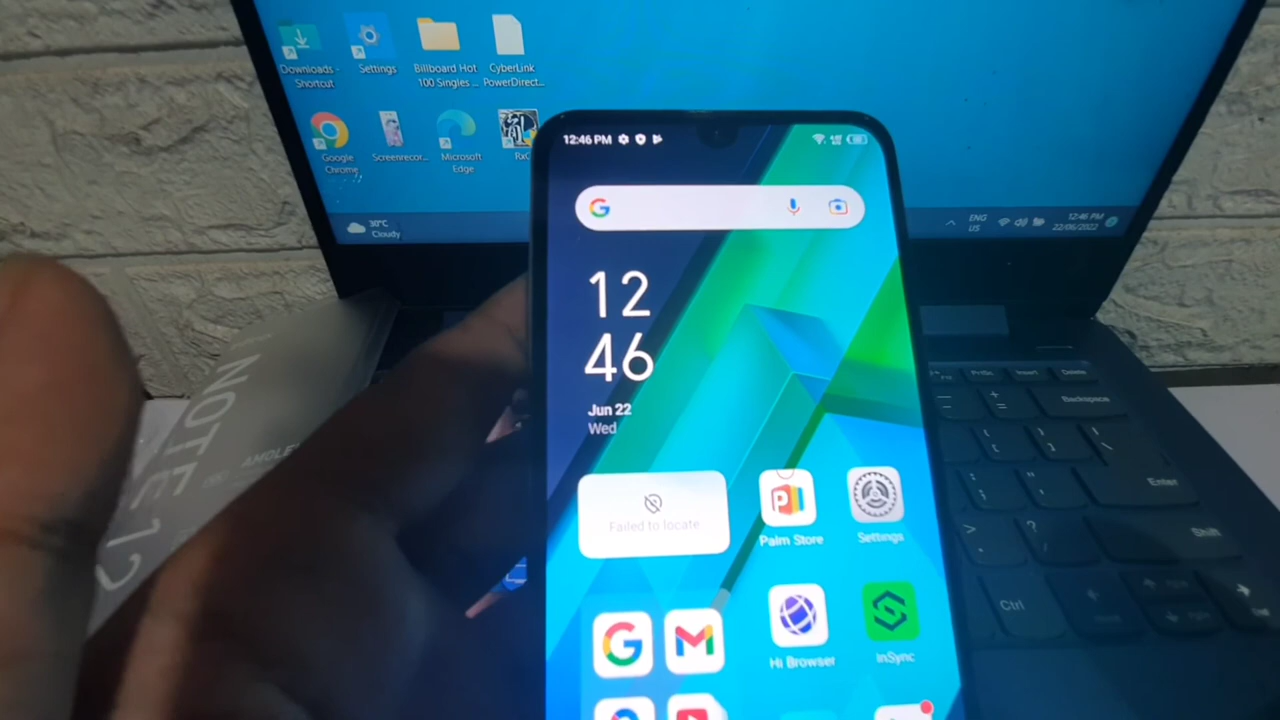 Downloads -
Shortcut
Settings
Billboard Hot
100 Singles ...
CyberLink
PowerDirect...
Google
Chrome
Screenrecor...
Microsoft
Edge
30°C
Cloudy
ENG
US
12:46 PM
22/06/2022
12:46 PM
12
46
Jun 22
Wed
Failed to locate
Palm Store
Settings
Hi Browser
inSync
NOTE 12
AMOLE
PrtSc
Insert
Delete
Backspace
Enter
Shift
Ctrl